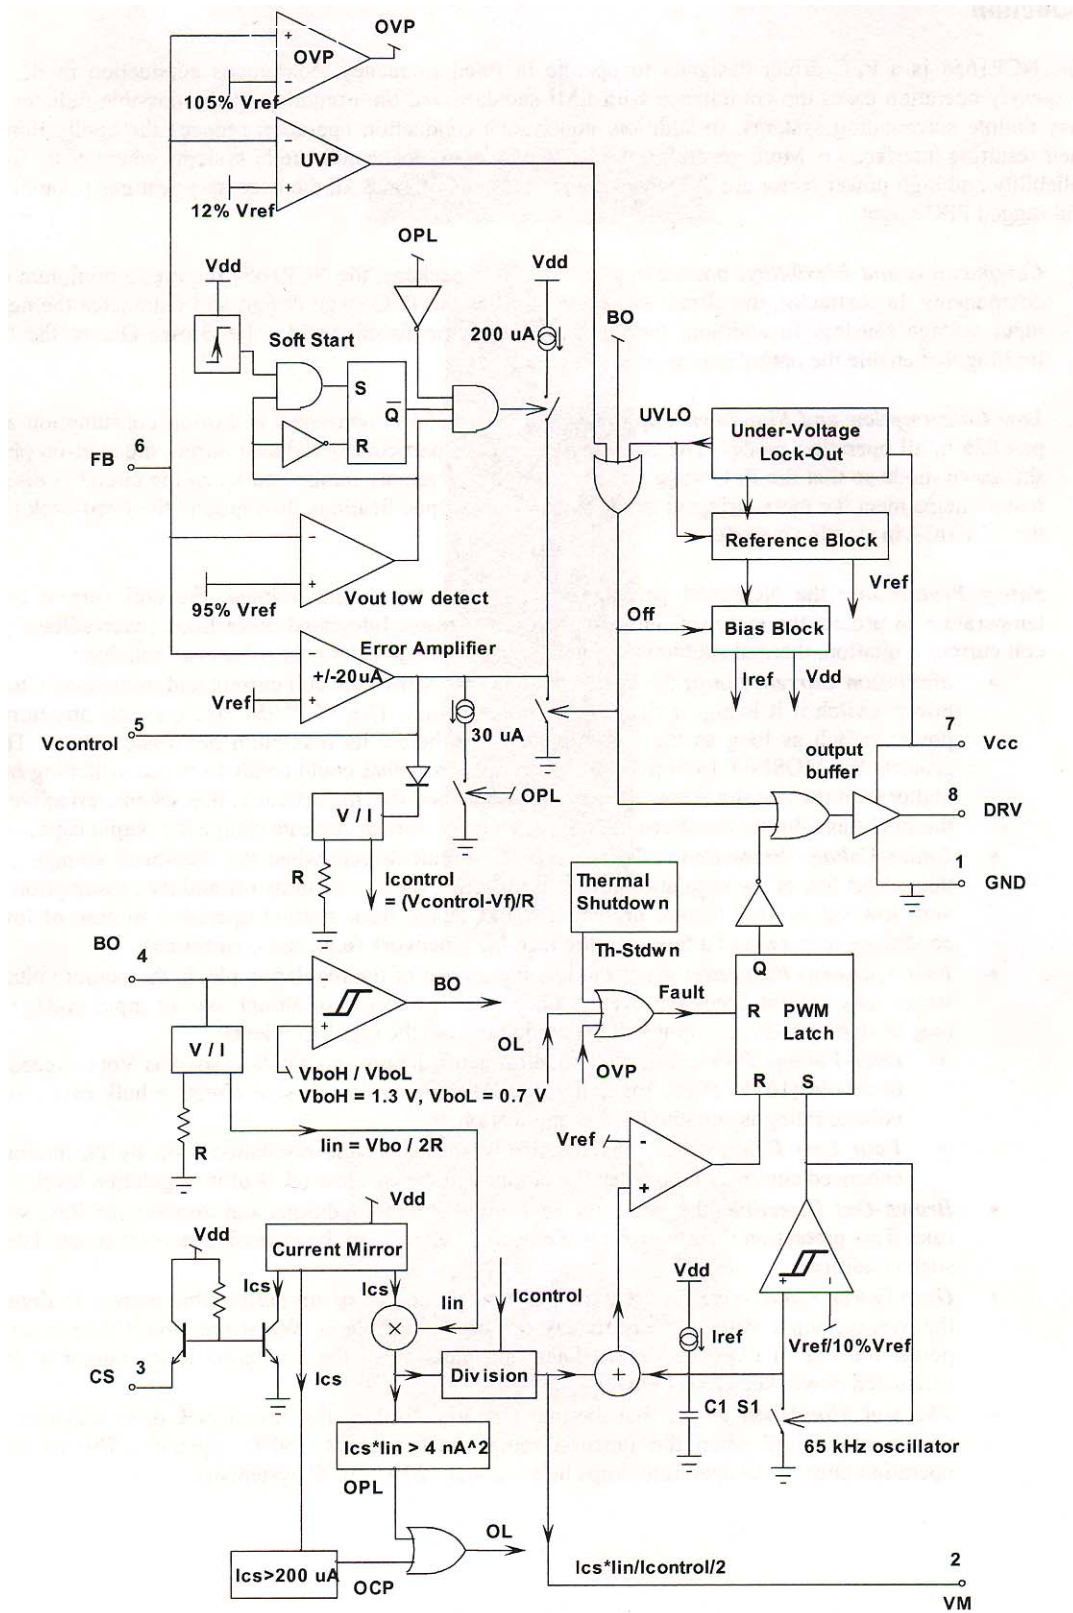 OVP
OVP
105% Vref
UVP
12% Vref
OPL
Vdd
Vdd
200 uA
BO
Soft Start
S
Q
R
UVLO
Under-Voltage
Lock-Out
6
FB
Reference Block
Vref
Vout low detect
95% Vref
Off
Bias Block
Error Amplifier
+/-20uA
Iref
Vdd
Vref
5
Vcontrol
30 uA
7
Vcc
output
buffer
OPL
8
DRV
V / I
R
Icontrol
= (Vcontrol-Vf)/R
Thermal
Shutdown
1
GND
Th-Stdwn
BO
4
Q
BO
Fault
R
PWM
Latch
V / I
OL
OVP
R
S
VboH / VboL
VboH = 1.3 V, VboL = 0.7 V
Vref
-
+
R
Iin = Vbo / 2R
Vdd
Vdd
Current Mirror
Ics
Ics
Iin
Icontrol
Vdd
Iref
Vref/10%Vref
CS
3
Ics
Division
+
C1
S1
65 kHz oscillator
Ics*Iin > 4 nA^2
OPL
OL
Ics>200 uA
OCP
Ics*Iin/Icontrol/2
2
VM